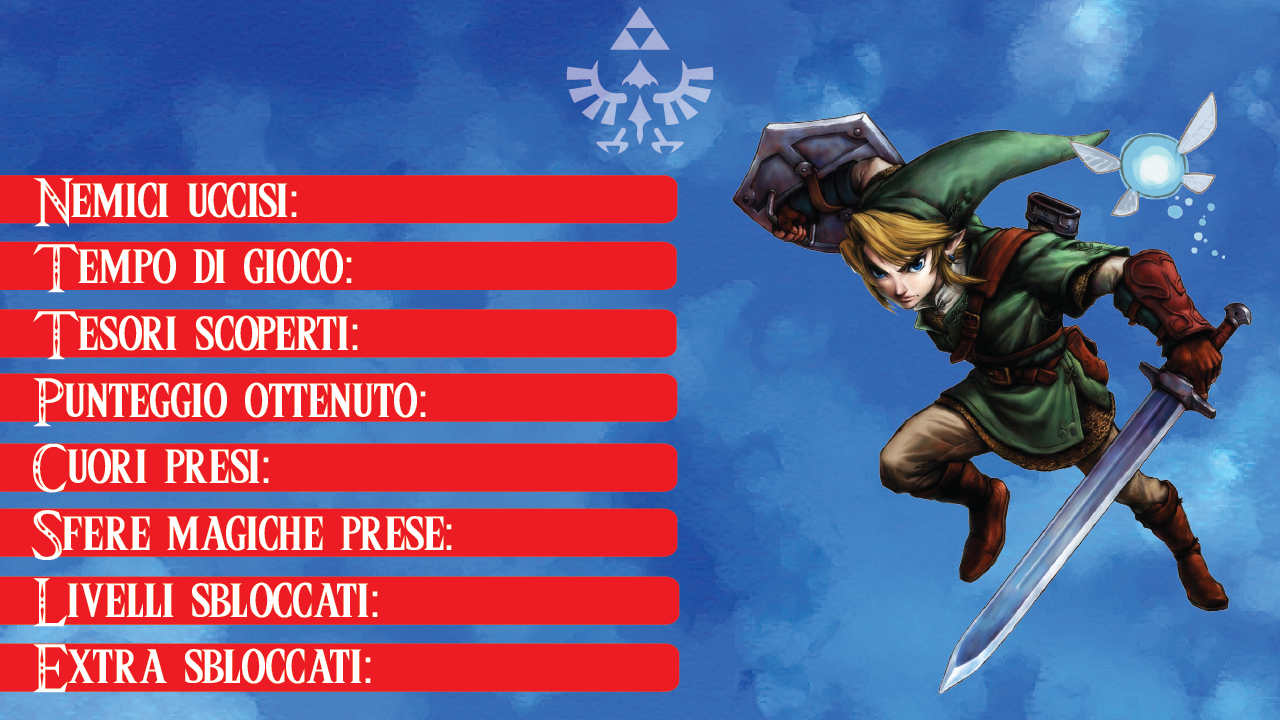 Nemici uccisi:
Tempo di gioco:
Tesori scoperti:
Punteggio ottenuto:
Cuori presi:
Sfere magiche prese:
Livelli sbloccati:
Extra sbloccati: